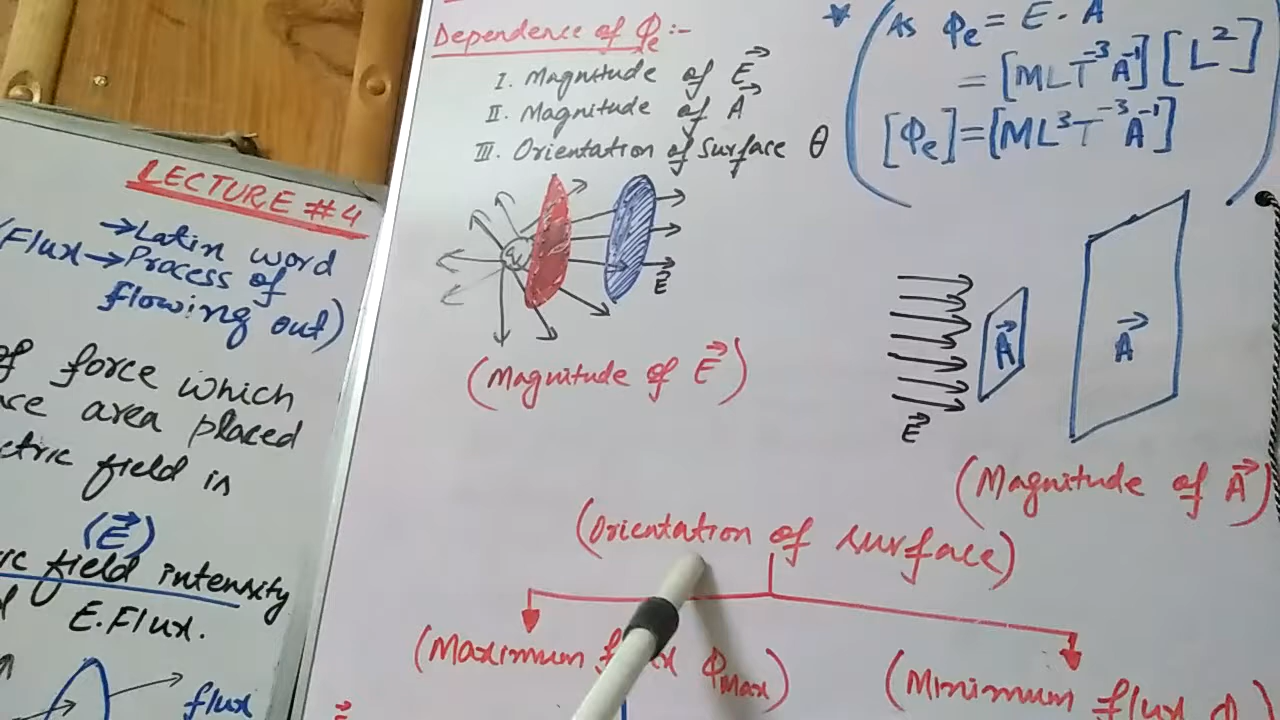 LECTURE #4
→Latin word
(Flux→Process of
flowing out)
of force which
area placed
field in
(E⃗)
field intensity
E.Flux.
flux
Dependence of Φe:-
I. Magnitude of E⃗
II. Magnitude of A⃗
III. Orientation of surface θ
E⃗
(Magnitude of E⃗)
As Φe = E . A
= [MLT⁻³A⁻¹][L²]
[Φe]=[ML³T⁻³A⁻¹]
A⃗
A⃗
E⃗
(Magnitude of A⃗)
(Orientation of surface)
(Maximum flux ΦMax)
(Minimum flux